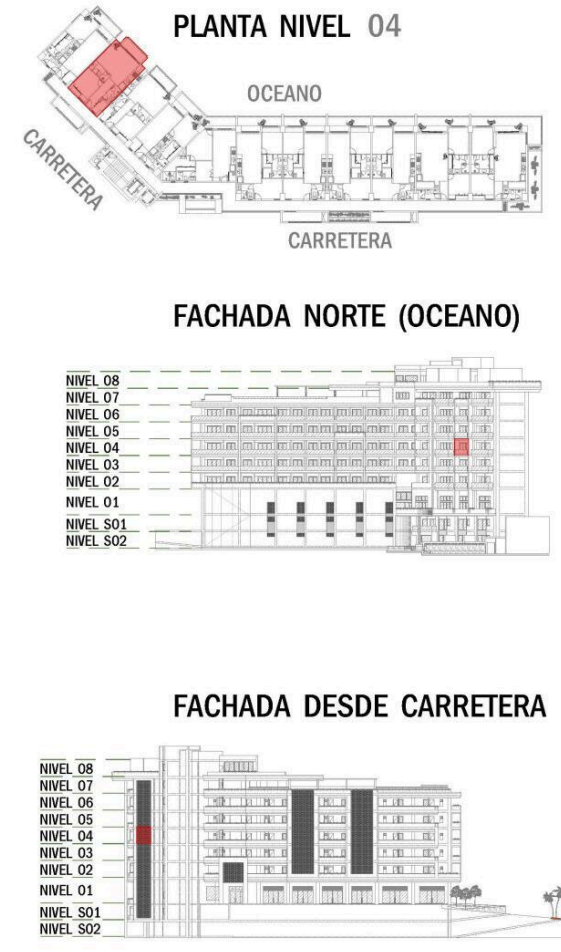 PLANTA NIVEL 04
OCEANO
CARRETERA
CARRETERA
FACHADA NORTE (OCEANO)
NIVEL 08
NIVEL 07
NIVEL 06
NIVEL 05
NIVEL 04
NIVEL 03
NIVEL 02
NIVEL 01
NIVEL S01
NIVEL S02
FACHADA DESDE CARRETERA
NIVEL 08
NIVEL 07
NIVEL 06
NIVEL 05
NIVEL 04
NIVEL 03
NIVEL 02
NIVEL 01
NIVEL S01
NIVEL S02